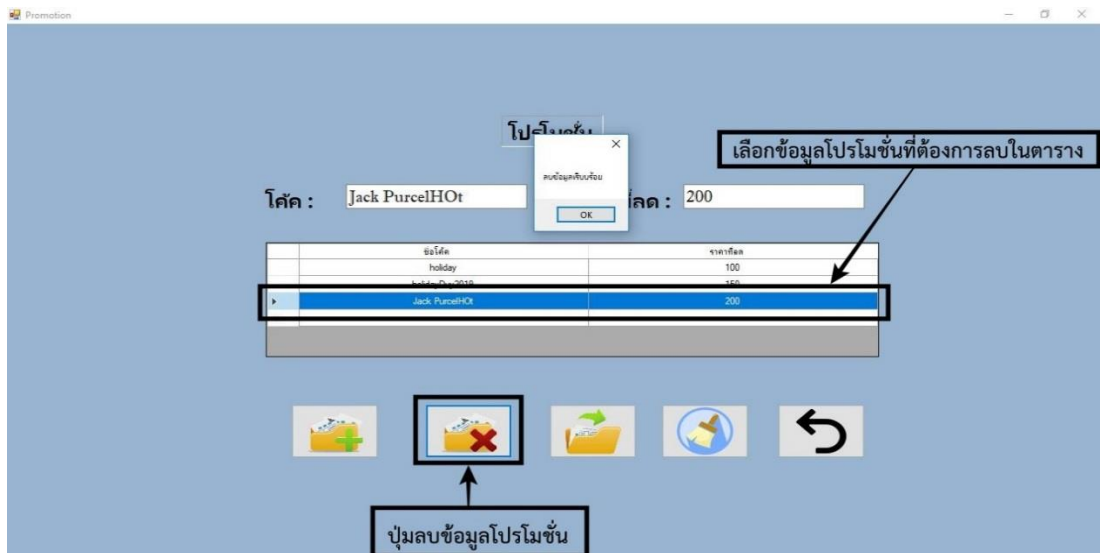 Promotion
โปรโมชั่น
เลือกข้อมูลโปรโมชั่นที่ต้องการลบในตาราง
ลบข้อมูลเรียบร้อย
โค้ด : Jack PurcelHOt ที่ลด : 200
OK
ชื่อโค้ด ราคาที่ลด
holiday 100
holidayDay2019 150
Jack PurcelHOt 200
ปุ่มลบข้อมูลโปรโมชั่น